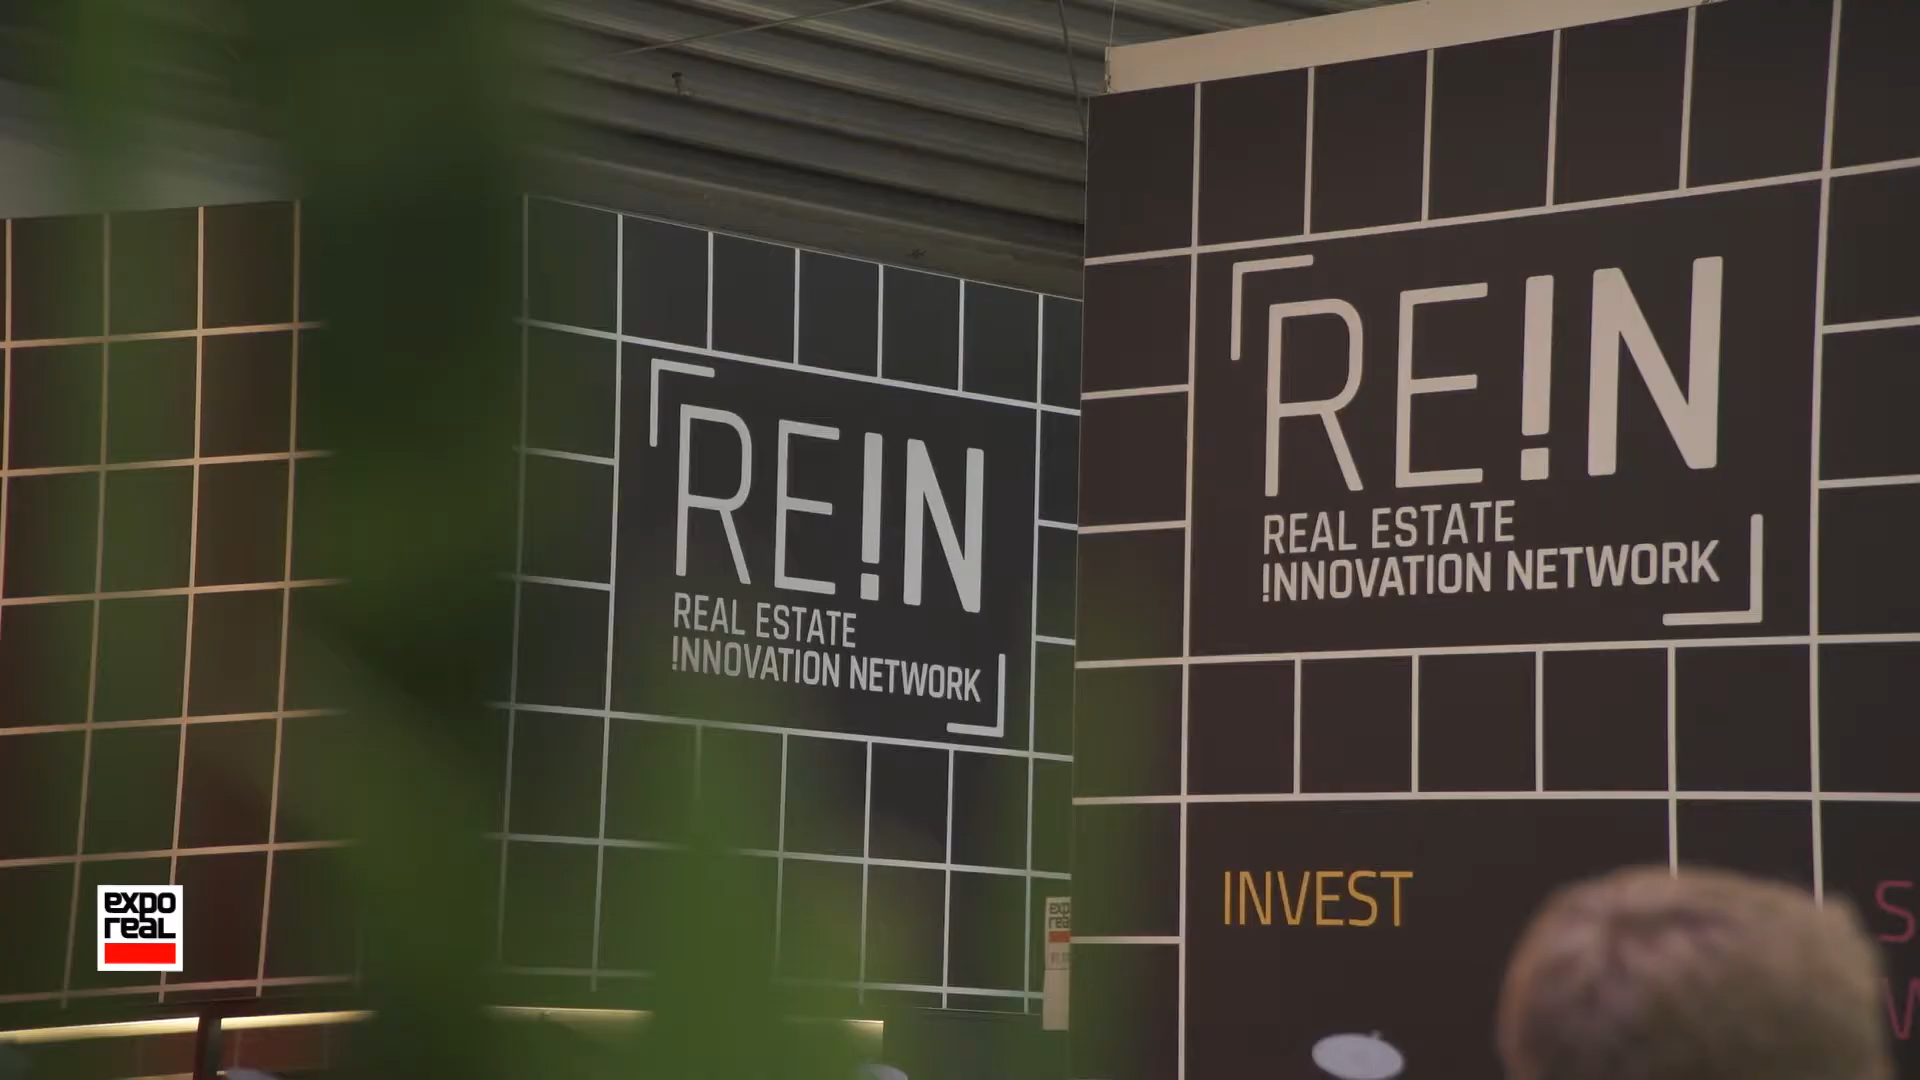 RE!N
REAL ESTATE
!NNOVATION NETWORK
RE!N
REAL ESTATE
!NNOVATION NETWORK
INVEST
expo
real